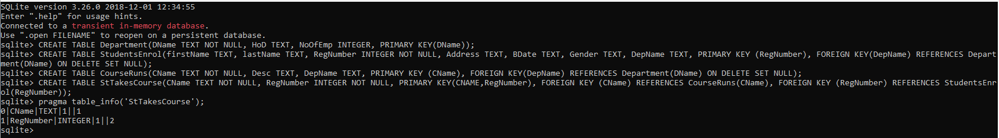 SQLite version 3.26.0 2018-12-01 12:34:55
Enter ".help" for usage hints.
Connected to a transient in-memory database.
Use ".open FILENAME" to reopen on a persistent database.
sqlite> CREATE TABLE Department(DName TEXT NOT NULL, HoD TEXT, NoOfEmp INTEGER, PRIMARY KEY(DName));
sqlite> CREATE TABLE StudentsEnrol(firstName TEXT, lastName TEXT, RegNumber INTEGER NOT NULL, Address TEXT, BDate TEXT, Gender TEXT, DepName TEXT, PRIMARY KEY (RegNumber), FOREIGN KEY(DepName) REFERENCES Depart
ment(DName) ON DELETE SET NULL);
sqlite> CREATE TABLE CourseRuns(CName TEXT NOT NULL, Desc TEXT, DepName TEXT, PRIMARY KEY (CName), FOREIGN KEY(DepName) REFERENCES Department(DName) ON DELETE SET NULL);
sqlite> CREATE TABLE StTakesCourse(CName TEXT NOT NULL, RegNumber INTEGER NOT NULL, PRIMARY KEY(CNAME,RegNumber), FOREIGN KEY (CName) REFERENCES CourseRuns(CName), FOREIGN KEY (RegNumber) REFERENCES StudentsEnr
ol(RegNumber));
sqlite> pragma table_info('StTakesCourse');
0|CName|TEXT|1||1
1|RegNumber|INTEGER|1||2
sqlite>